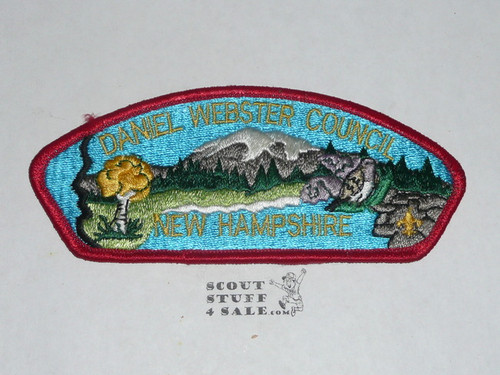 DANIEL WEBSTER COUNCIL
NEW HAMPSHIRE
SCOUT
STUFF
4 SALE.COM